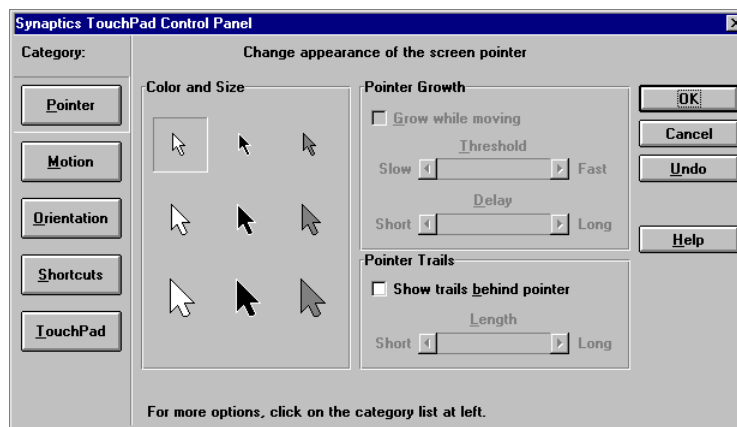 Synaptics TouchPad Control Panel
Category:
Change appearance of the screen pointer
Pointer
Motion
Orientation
Shortcuts
TouchPad
Color and Size
Pointer Growth
Grow while moving
Threshold
Slow Fast
Delay
Short Long
Pointer Trails
Show trails behind pointer
Length
Short Long
OK
Cancel
Undo
Help
For more options, click on the category list at left.